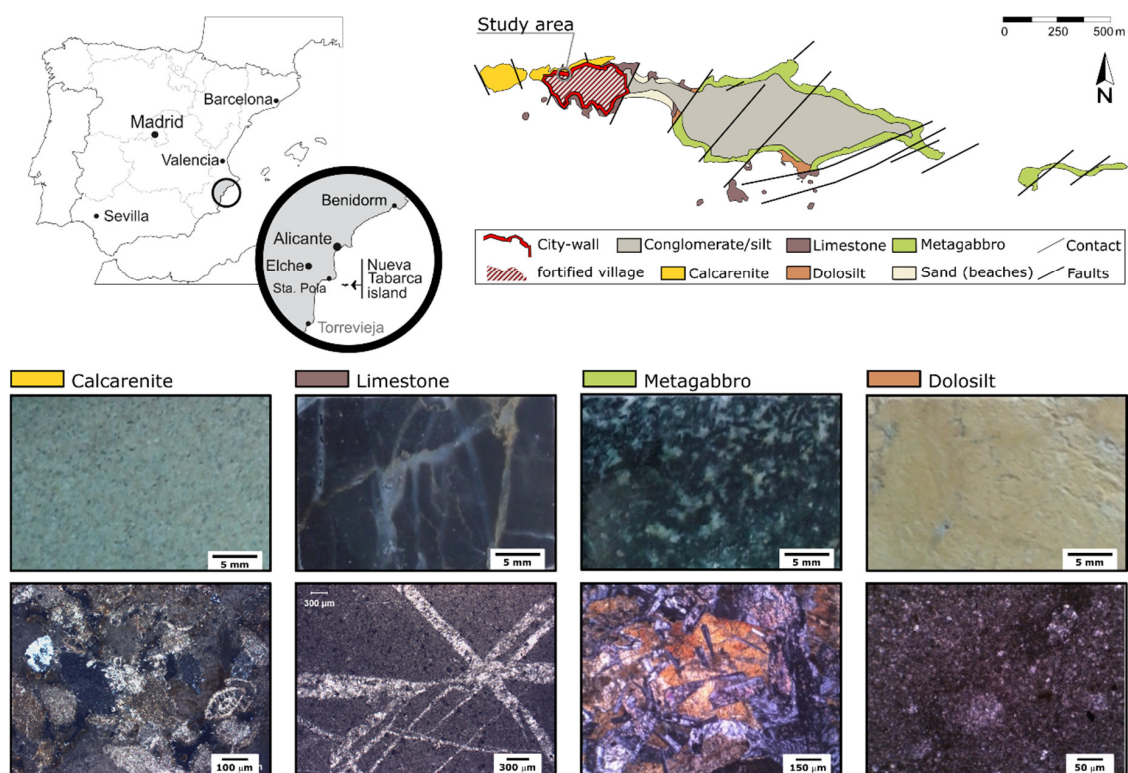 Study area
0 250 500 m
N
Barcelona
Madrid
Valencia
Sevilla
Benidorm
Alicante
Elche
Sta. Pola
Nueva
Tabarca
island
Torrevieja
City-wall
Conglomerate/silt
Limestone
Metagabbro
Contact
fortified village
Calcarenite
Dolosilt
Sand (beaches)
Faults
Calcarenite
Limestone
Metagabbro
Dolosilt
5 mm
5 mm
5 mm
5 mm
300 μm
100 μm
300 μm
150 μm
50 μm